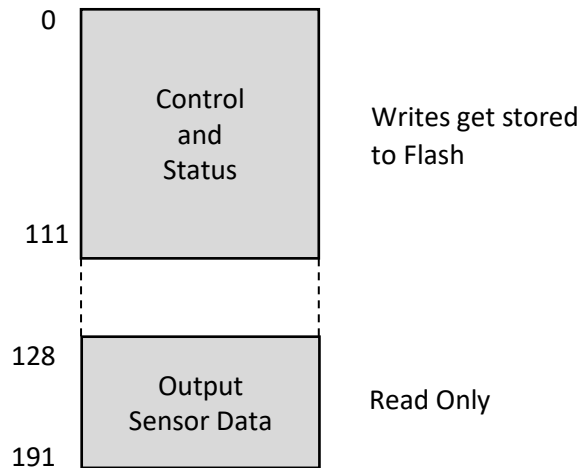 0
Control
and
Status
Writes get stored
to Flash
111
128
Output
Sensor Data
Read Only
191